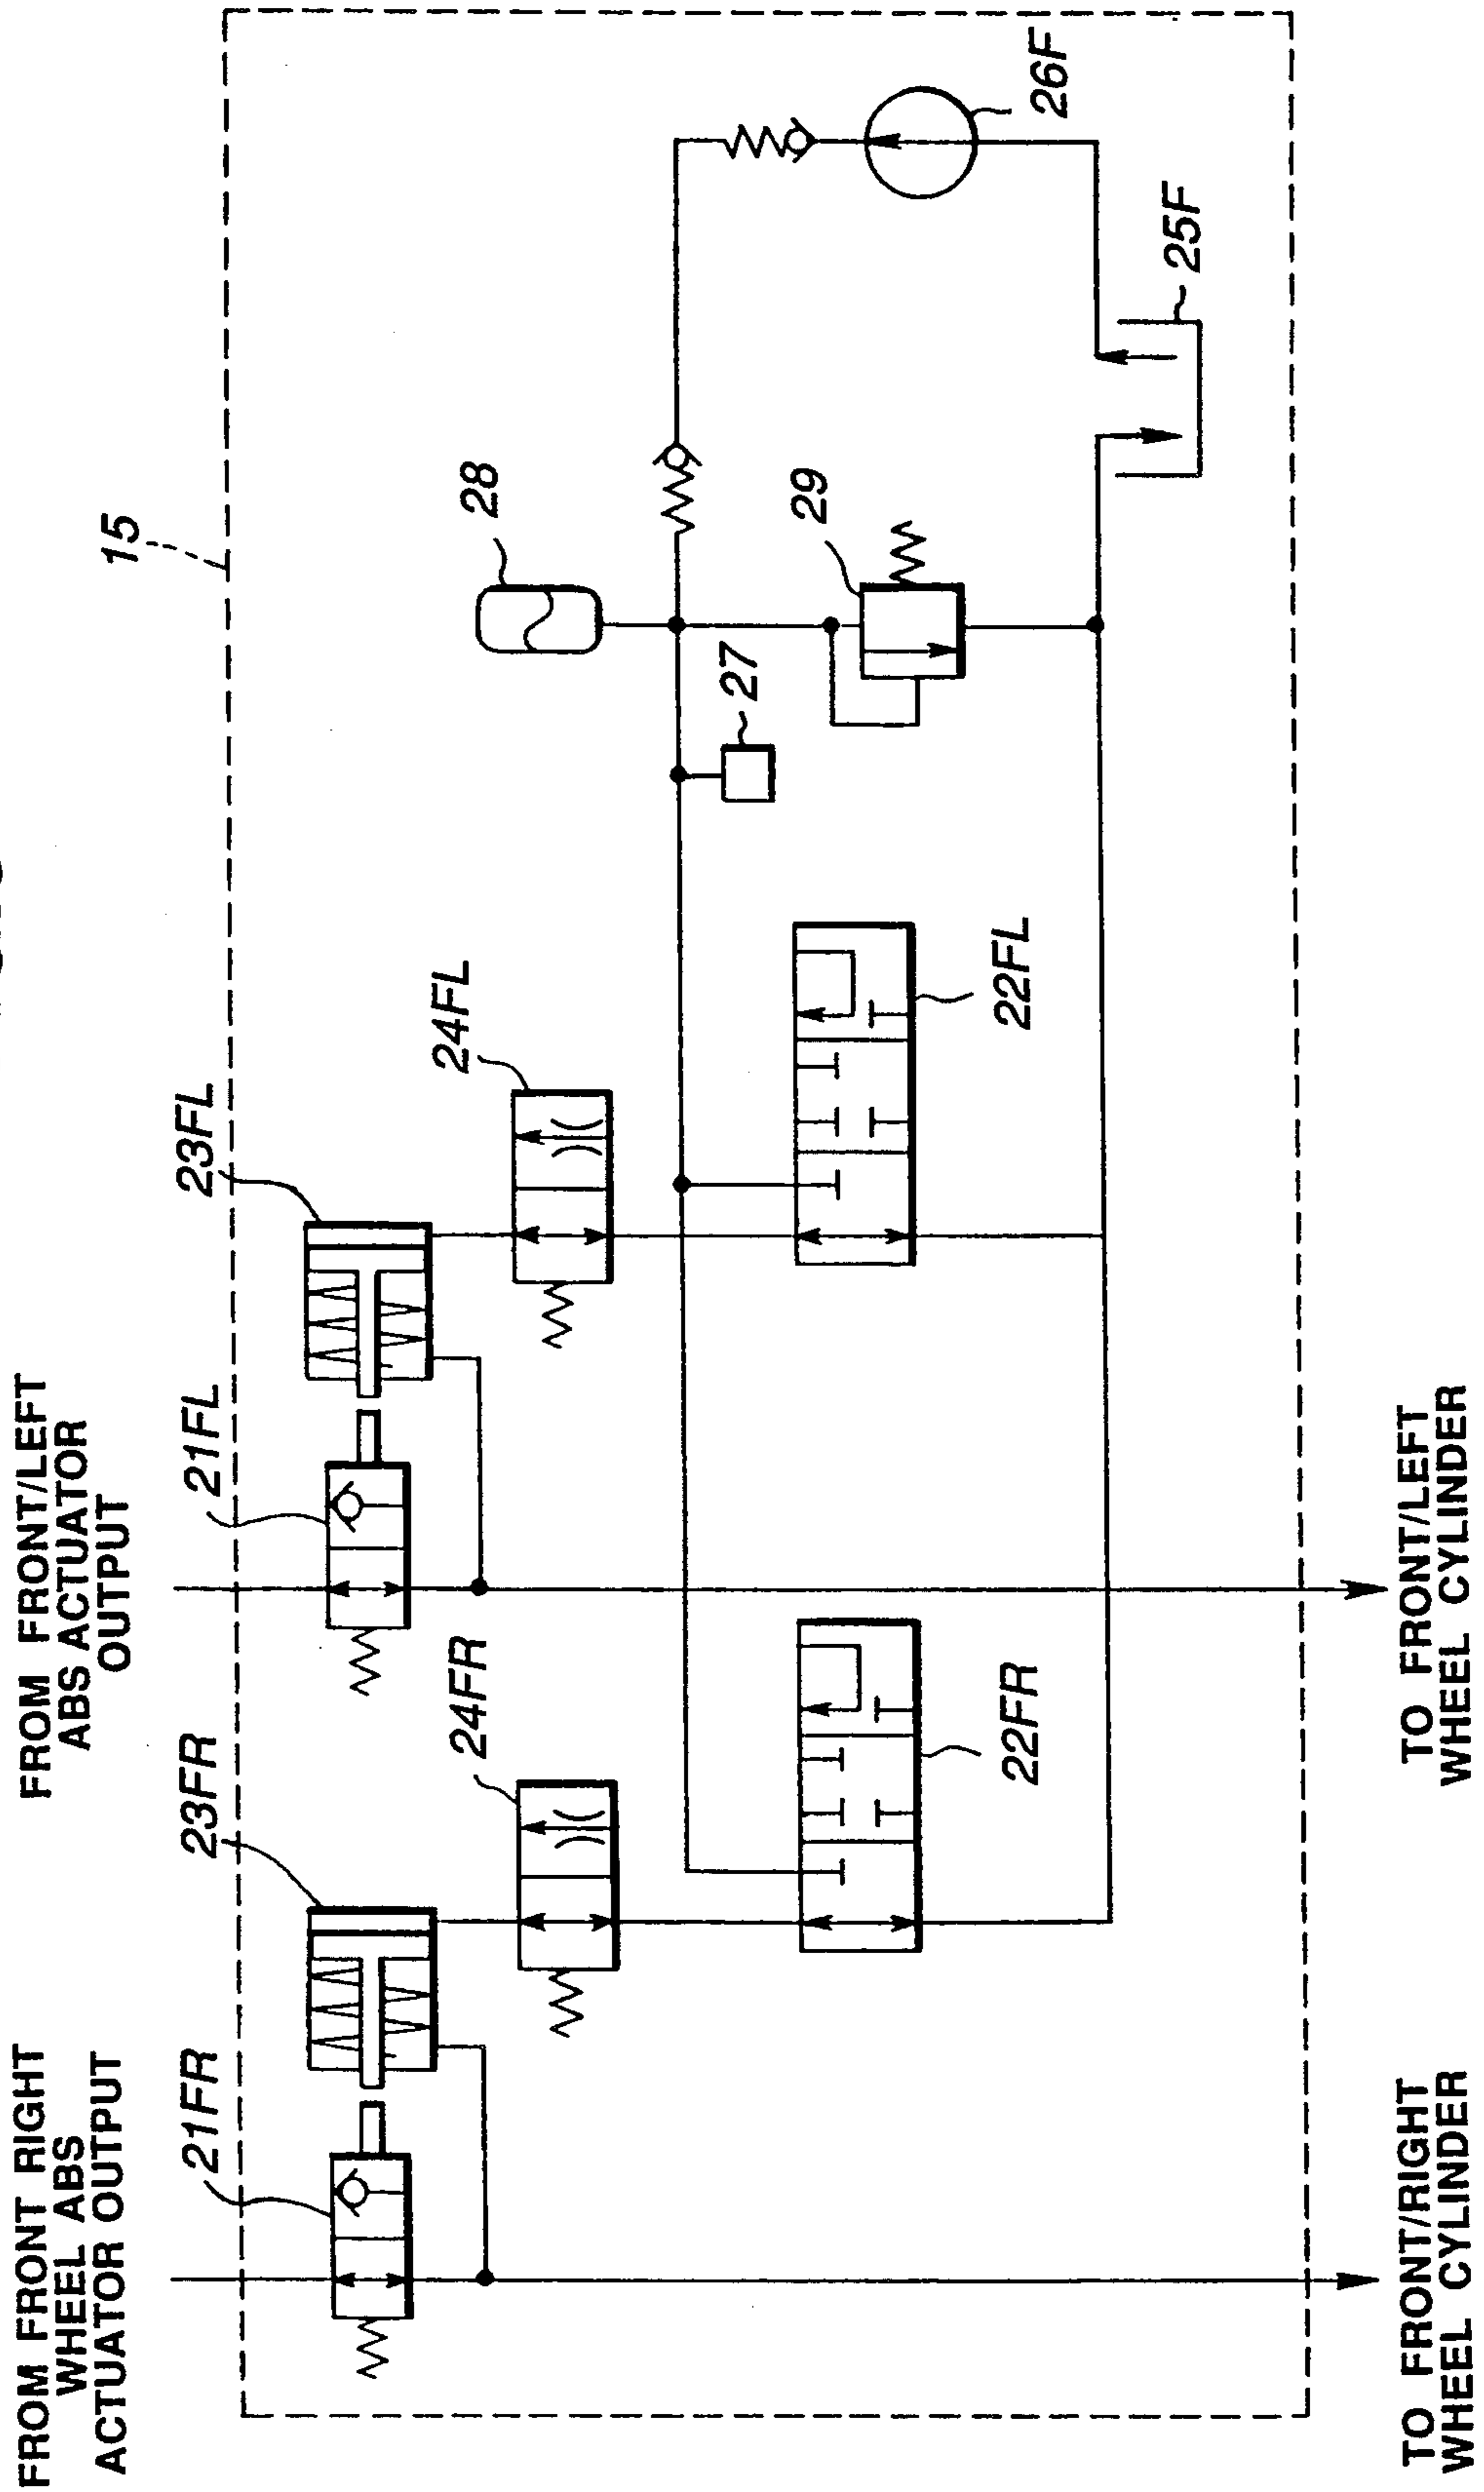 FROM FRONT RIGHT
WHEEL ABS
ACTUATOR OUTPUT
FROM FRONT/LEFT
ABS ACTUATOR
OUTPUT
15
21FR
23FR
21FL
23FL
24FR
24FL
28
27
29
26F
22FR
22FL
25F
TO FRONT/RIGHT
WHEEL CYLINDER
TO FRONT/LEFT
WHEEL CYLINDER